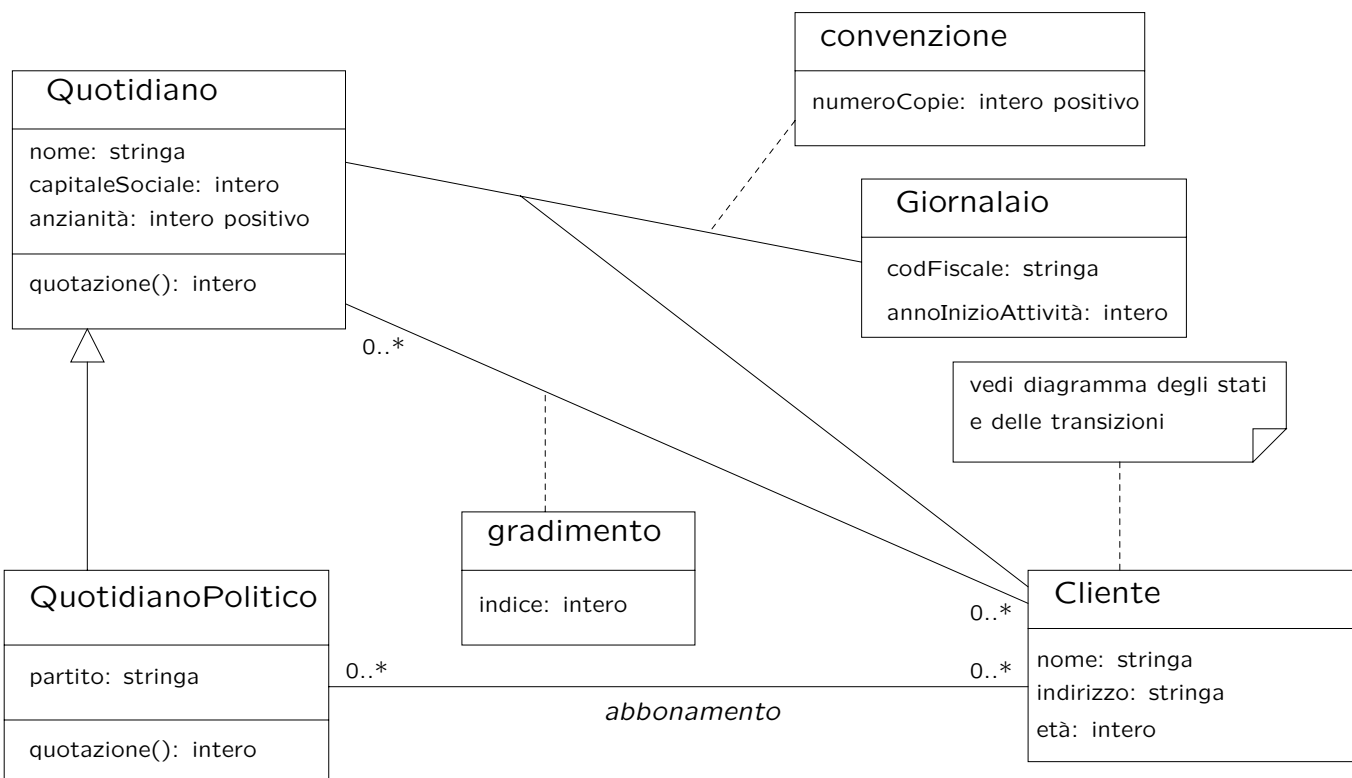 convenzione
numeroCopie: intero positivo
Quotidiano
nome: stringa
capitaleSociale: intero
anzianità: intero positivo
quotazione(): intero
Giornalaio
codFiscale: stringa
annoInizioAttività: intero
0..*
vedi diagramma degli stati
e delle transizioni
gradimento
indice: intero
QuotidianoPolitico
partito: stringa
quotazione(): intero
0..*
0..*
0..*
abbonamento
Cliente
nome: stringa
indirizzo: stringa
età: intero